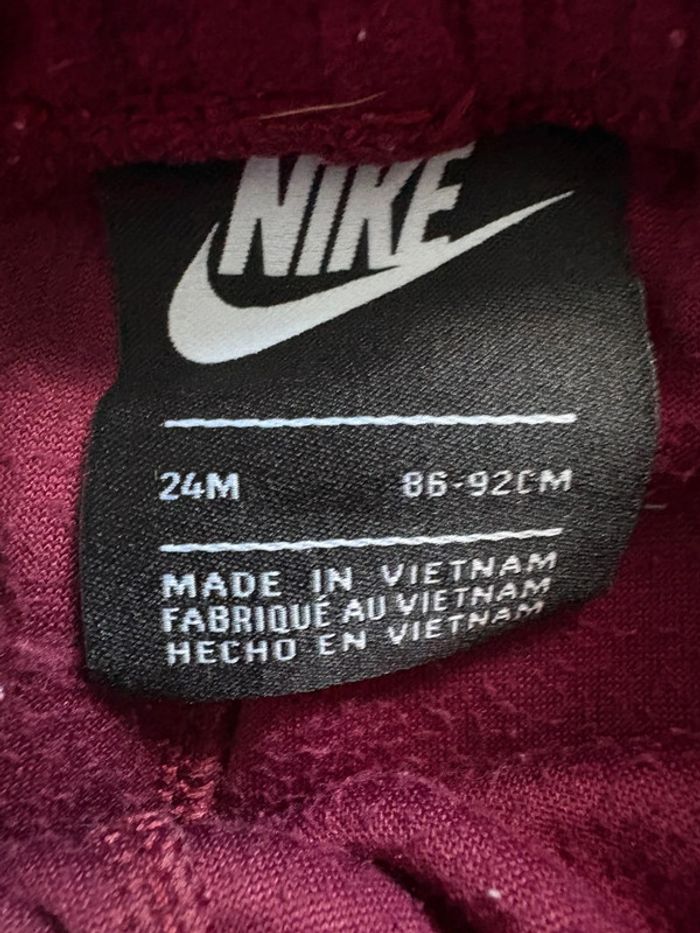 NIKE
24M 86-92CM
MADE IN VIETNAM
FABRIQUÉ AU VIETNAM
HECHO EN VIETNAM